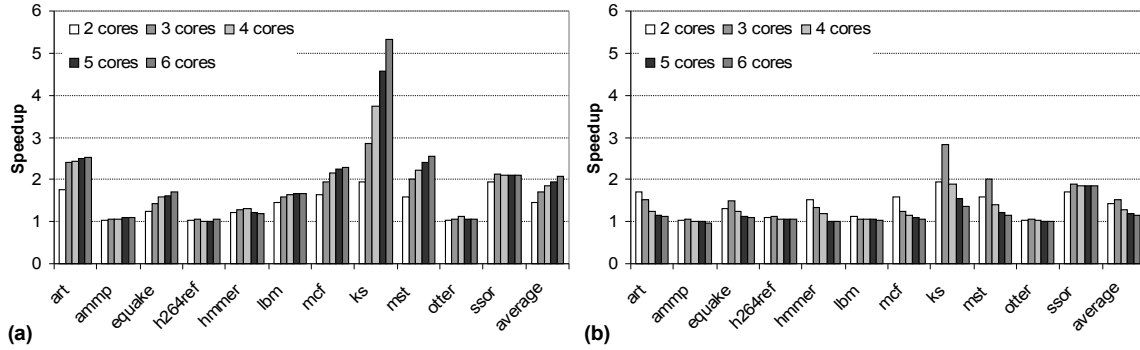 6
5
4
3
2
1
0
Speedup
2 cores 3 cores 4 cores
5 cores 6 cores
art
ammp
equake
h264ref
hmmer
lbm
mcf
ks
mst
otter
ssor
average
(a)
6
5
4
3
2
1
0
Speedup
2 cores 3 cores 4 cores
5 cores 6 cores
art
ammp
equake
h264ref
hmmer
lbm
mcf
ks
mst
otter
ssor
average
(b)